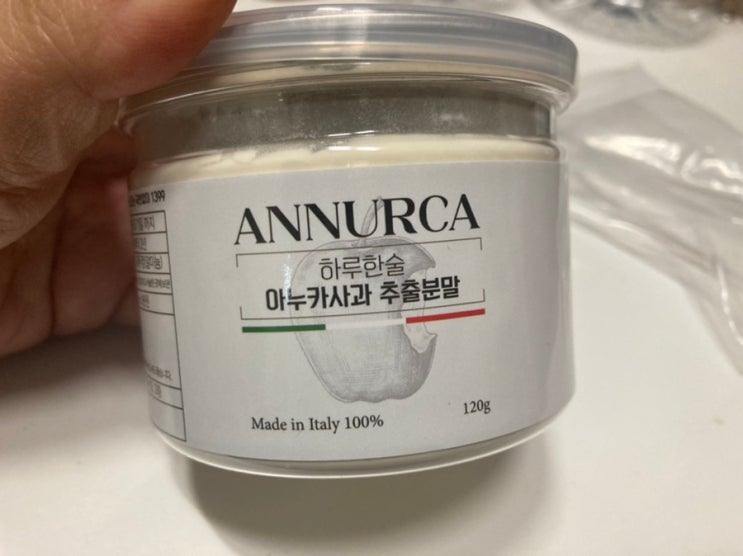 ANNURCA
하루한술
아누카사과 추출분말
Made in Italy 100%
120g
1399